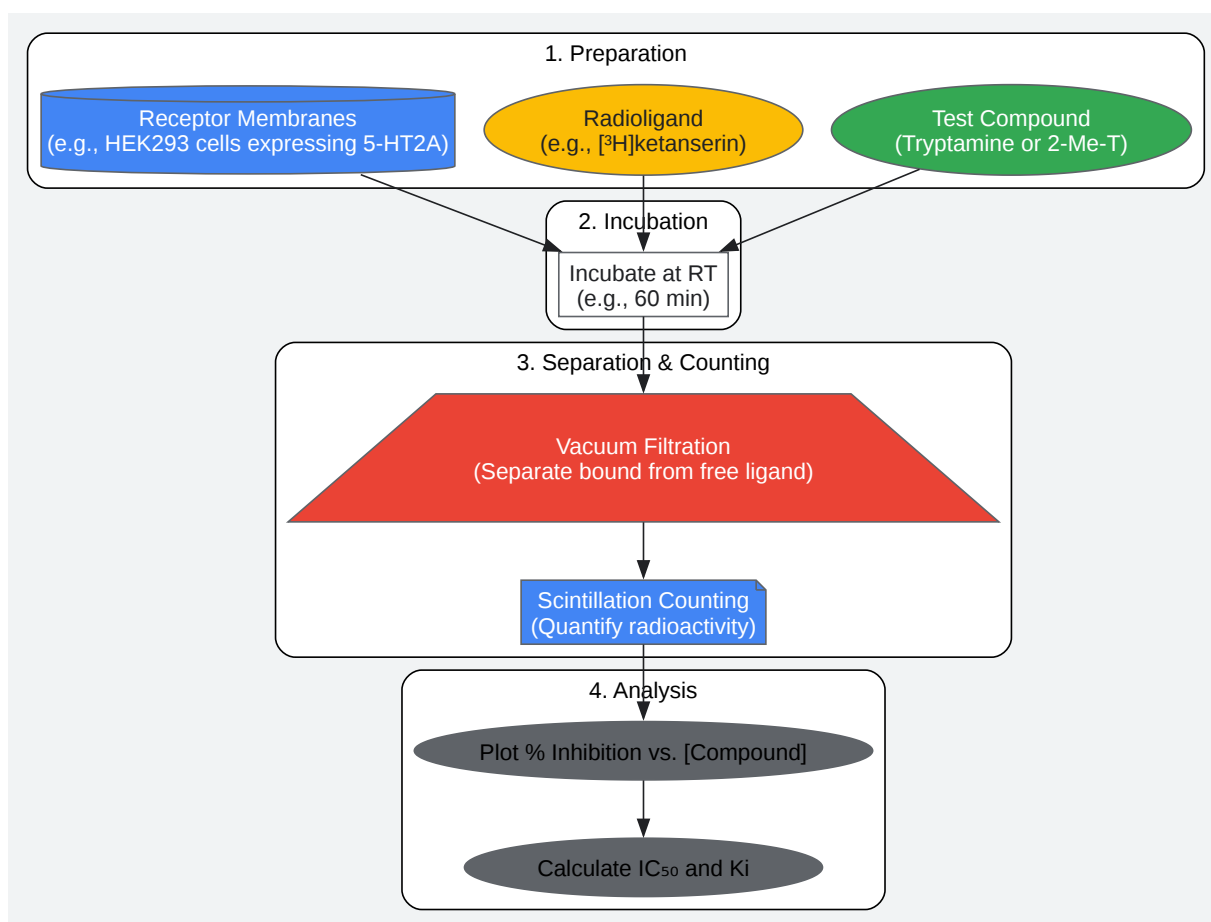 1. Preparation
Receptor Membranes
(e.g., HEK293 cells expressing 5-HT2A)
Radioligand
(e.g., [³H]ketanserin)
Test Compound
(Tryptamine or 2-Me-T)
2. Incubation
Incubate at RT
(e.g., 60 min)
3. Separation & Counting
Vacuum Filtration
(Separate bound from free ligand)
Scintillation Counting
(Quantify radioactivity)
4. Analysis
Plot % Inhibition vs. [Compound]
Calculate IC₅₀ and Ki